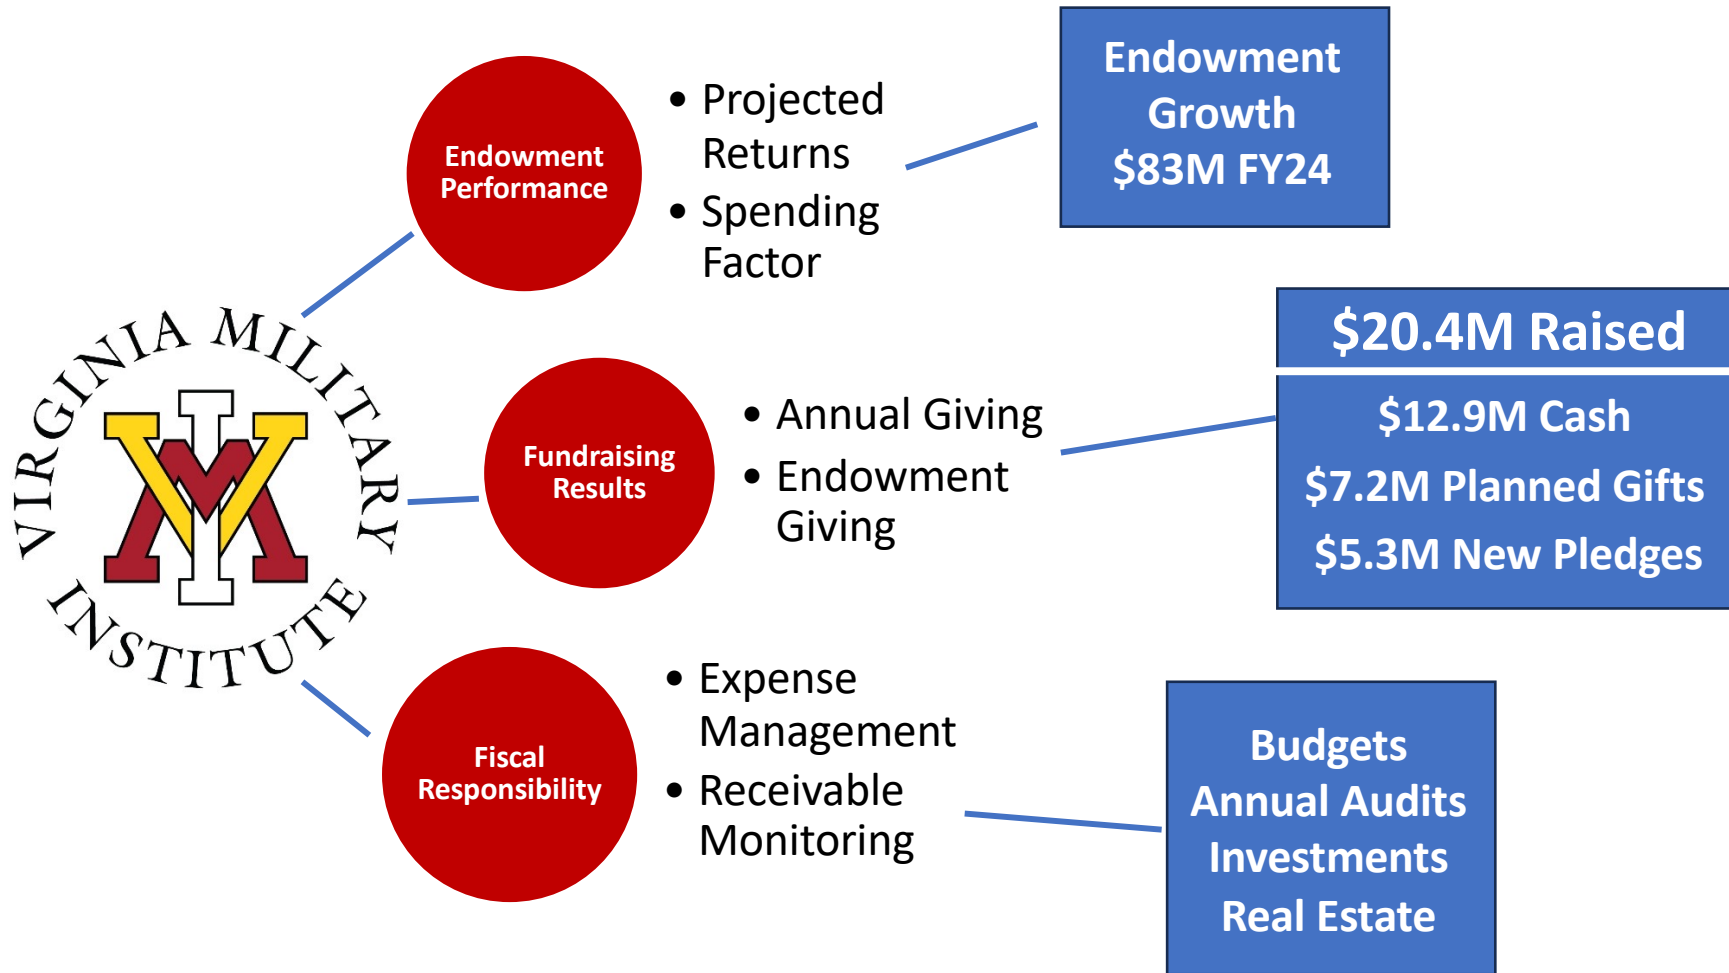 VIRGINIA MILITARY
INSTITUTE
VMI
Endowment
Performance
• Projected
Returns
• Spending
Factor
Endowment
Growth
$83M FY24
Fundraising
Results
• Annual Giving
• Endowment
Giving
$20.4M Raised
$12.9M Cash
$7.2M Planned Gifts
$5.3M New Pledges
Fiscal
Responsibility
• Expense
Management
• Receivable
Monitoring
Budgets
Annual Audits
Investments
Real Estate